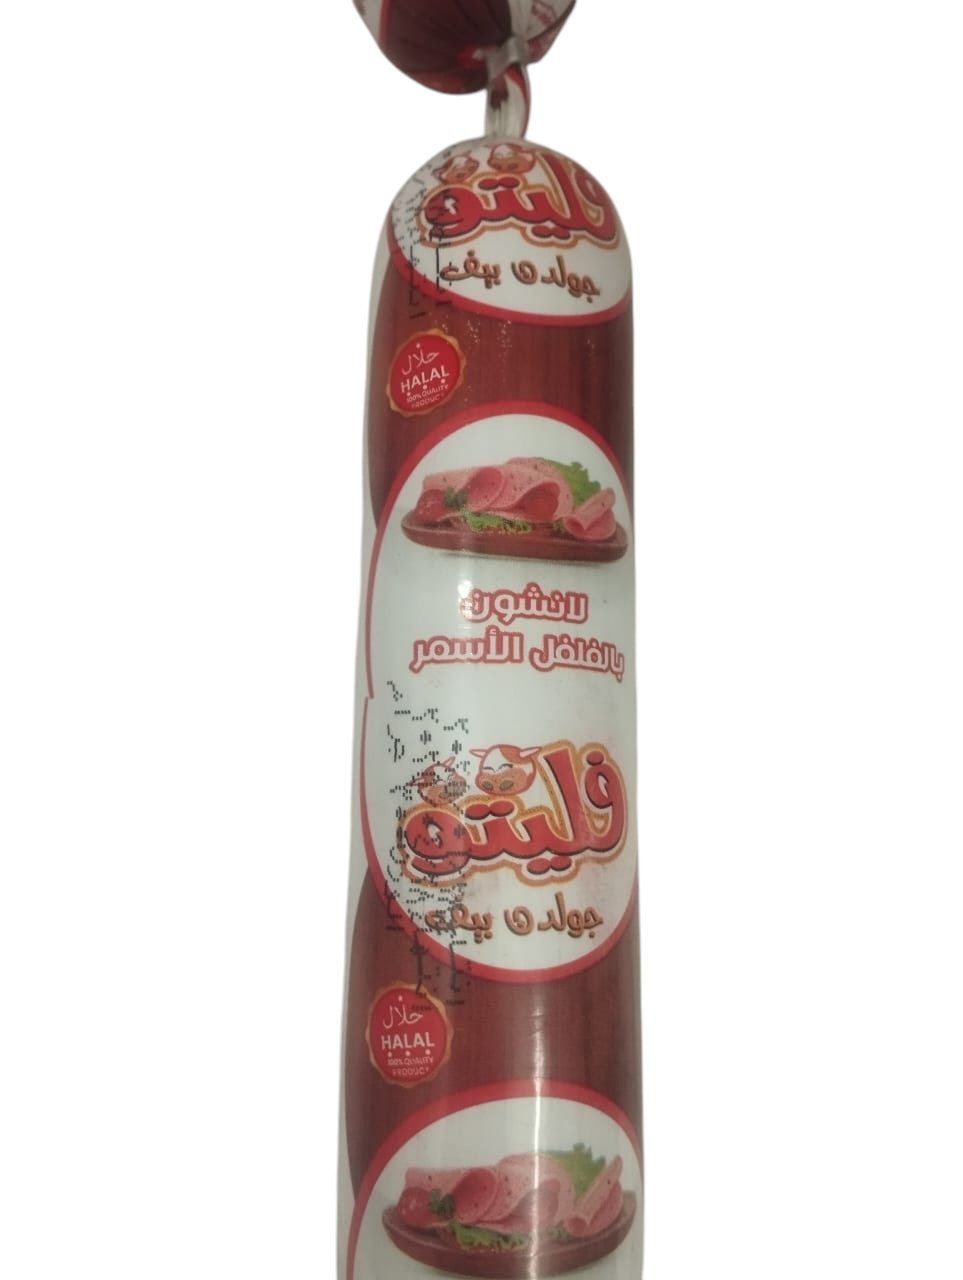 فليتو
جولدن بيف
حلال
HALAL
100% QUALITY
PRODUCT
لانشون
بالفلفل الأسمر
فليتو
جولدن بيف
حلال
HALAL
100% QUALITY
PRODUCT